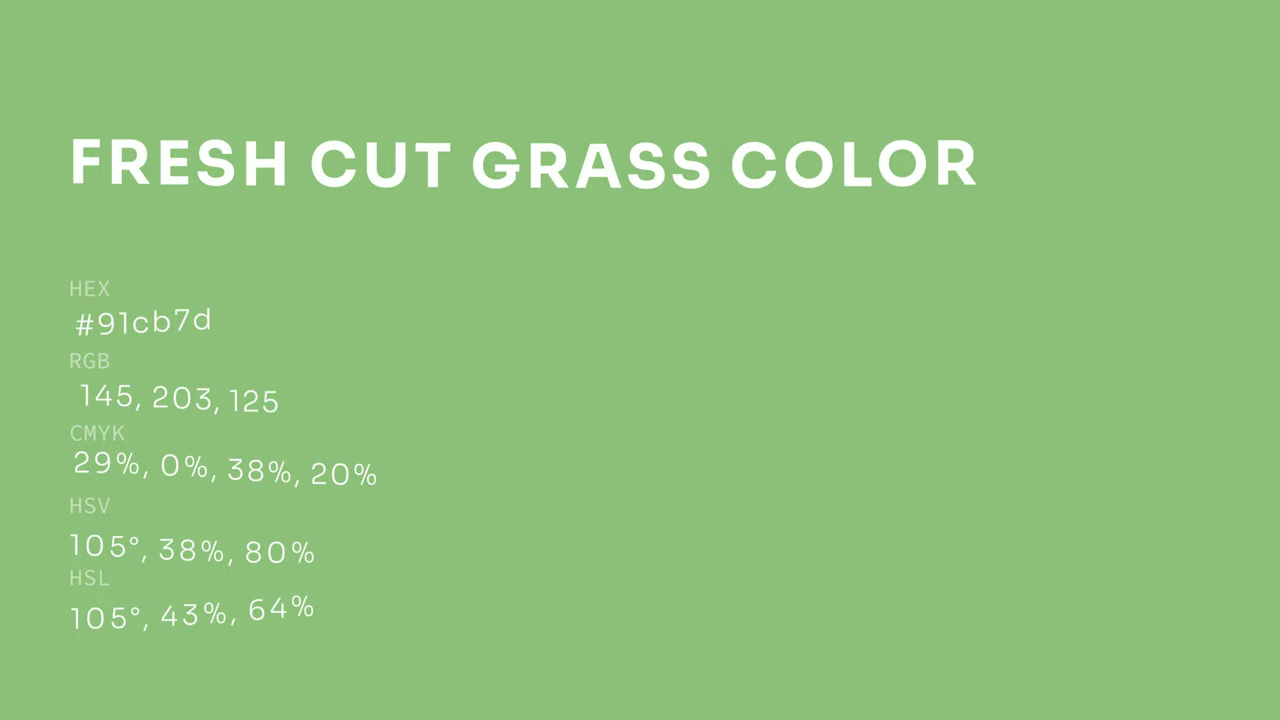 FRESH CUT GRASS COLOR
HEX
#91cb7d
RGB
145, 203, 125
CMYK
29%, 0%, 38%, 20%
HSV
105°, 38%, 80%
HSL
105°, 43%, 64%